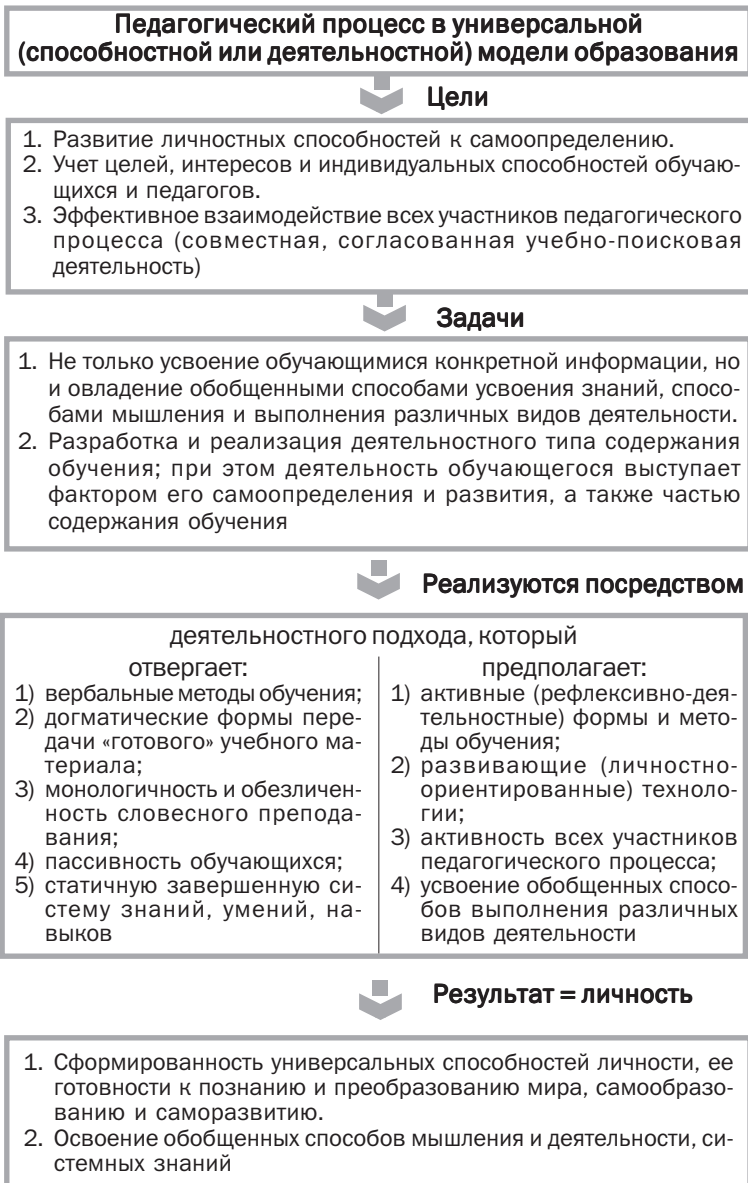 Педагогический процесс в универсальной
(способностной или деятельностной) модели образования
Цели
1. Развитие личностных способностей к самоопределению.
2. Учет целей, интересов и индивидуальных способностей обучаю-
щихся и педагогов.
3. Эффективное взаимодействие всех участников педагогического
процесса (совместная, согласованная учебно-поисковая
деятельность)
Задачи
1. Не только усвоение обучающимися конкретной информации, но
и овладение обобщенными способами усвоения знаний, спосо-
бами мышления и выполнения различных видов деятельности.
2. Разработка и реализация деятельностного типа содержания
обучения; при этом деятельность обучающегося выступает
фактором его самоопределения и развития, а также частью
содержания обучения
Реализуются посредством
деятельностного подхода, который
отвергает:
1) вербальные методы обучения;
2) догматические формы пере-
дачи «готового» учебного ма-
териала;
3) монологичность и обезличен-
ность словесного препода-
вания;
4) пассивность обучающихся;
5) статичную завершенную си-
стему знаний, умений, на-
выков
предполагает:
1) активные (рефлексивно-дея-
тельностные) формы и мето-
ды обучения;
2) развивающие (личностно-
ориентированные) техноло-
гии;
3) активность всех участников
педагогического процесса;
4) усвоение обобщенных спосо-
бов выполнения различных
видов деятельности
Результат = личность
1. Сформированность универсальных способностей личности, ее
готовности к познанию и преобразованию мира, самообразо-
ванию и саморазвитию.
2. Освоение обобщенных способов мышления и деятельности, си-
стемных знаний